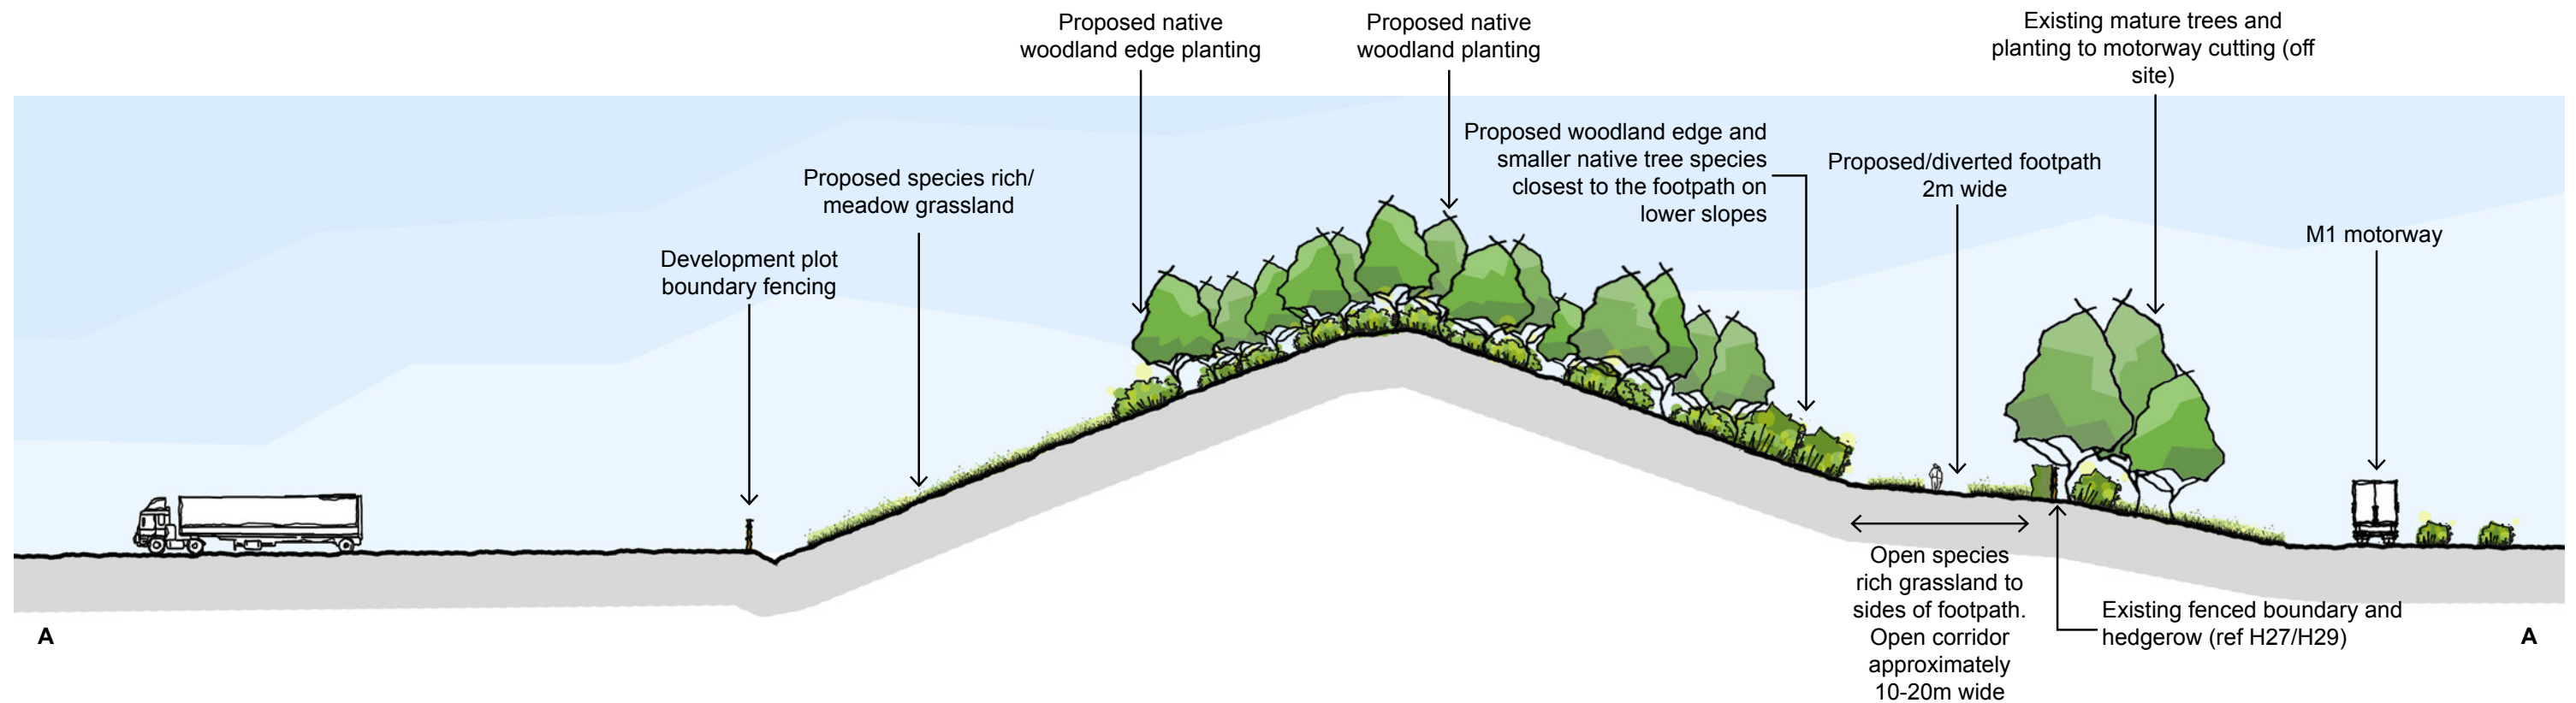 Proposed native
woodland edge planting
Proposed native
woodland planting
Existing mature trees and
planting to motorway cutting (off
site)
Proposed woodland edge and
smaller native tree species
closest to the footpath on
lower slopes
Proposed/diverted footpath
2m wide
Proposed species rich/
meadow grassland
M1 motorway
Development plot
boundary fencing
Open species
rich grassland to
sides of footpath.
Open corridor
approximately
10-20m wide
Existing fenced boundary and
hedgerow (ref H27/H29)
A
A